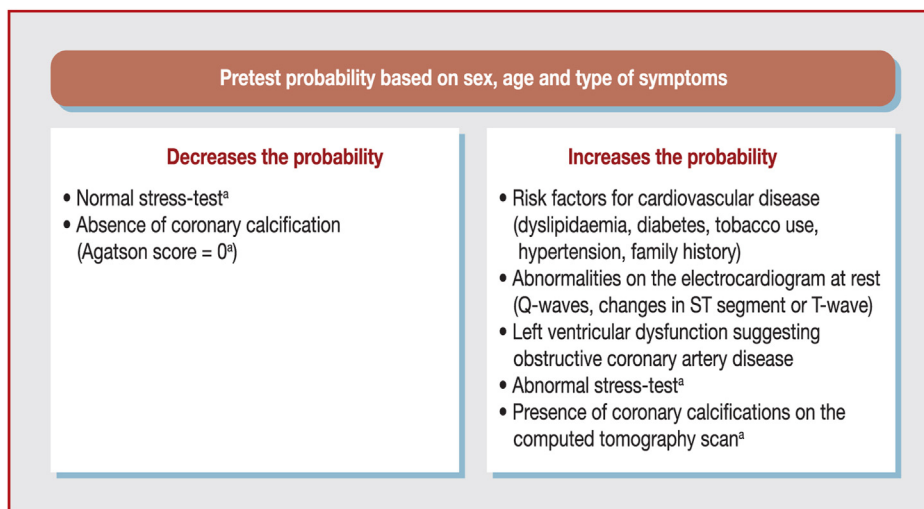 Pretest probability based on sex, age and type of symptoms
Decreases the probability
• Normal stress-testᵃ
• Absence of coronary calcification
(Agatson score = 0ᵃ)
Increases the probability
• Risk factors for cardiovascular disease
(dyslipidaemia, diabetes, tobacco use,
hypertension, family history)
• Abnormalities on the electrocardiogram at rest
(Q-waves, changes in ST segment or T-wave)
• Left ventricular dysfunction suggesting
obstructive coronary artery disease
• Abnormal stress-testᵃ
• Presence of coronary calcifications on the
computed tomography scanᵃ